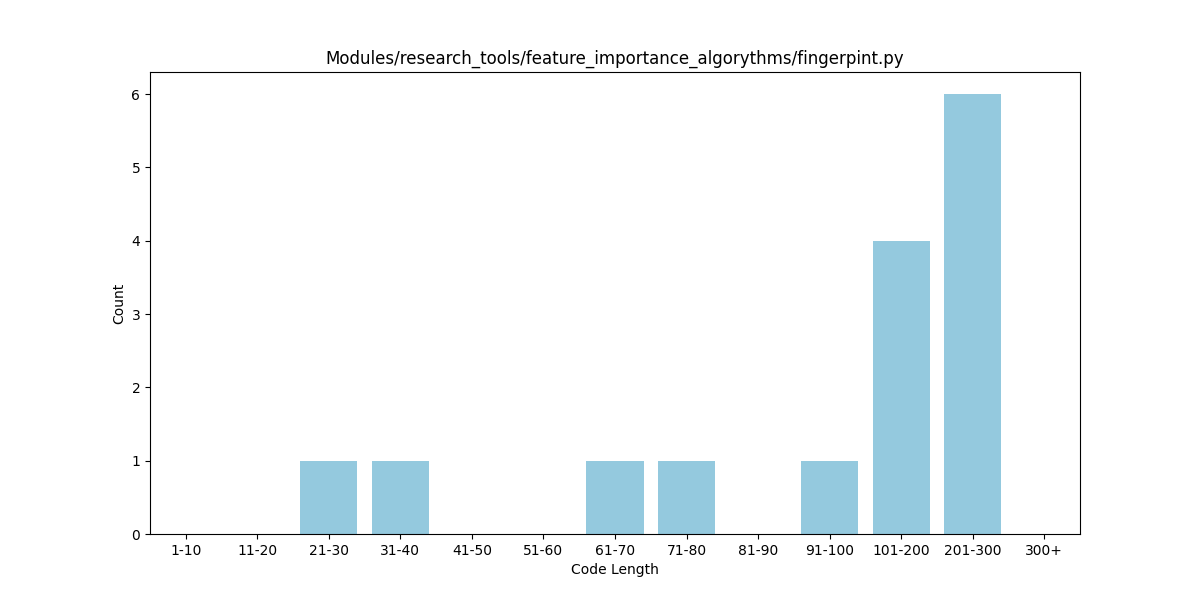 Modules/research_tools/feature_importance_algorythms/fingerpint.py
6
5
4
3
2
1
0
Count
1-10 11-20 21-30 31-40 41-50 51-60 61-70 71-80 81-90 91-100 101-200 201-300 300+
Code Length